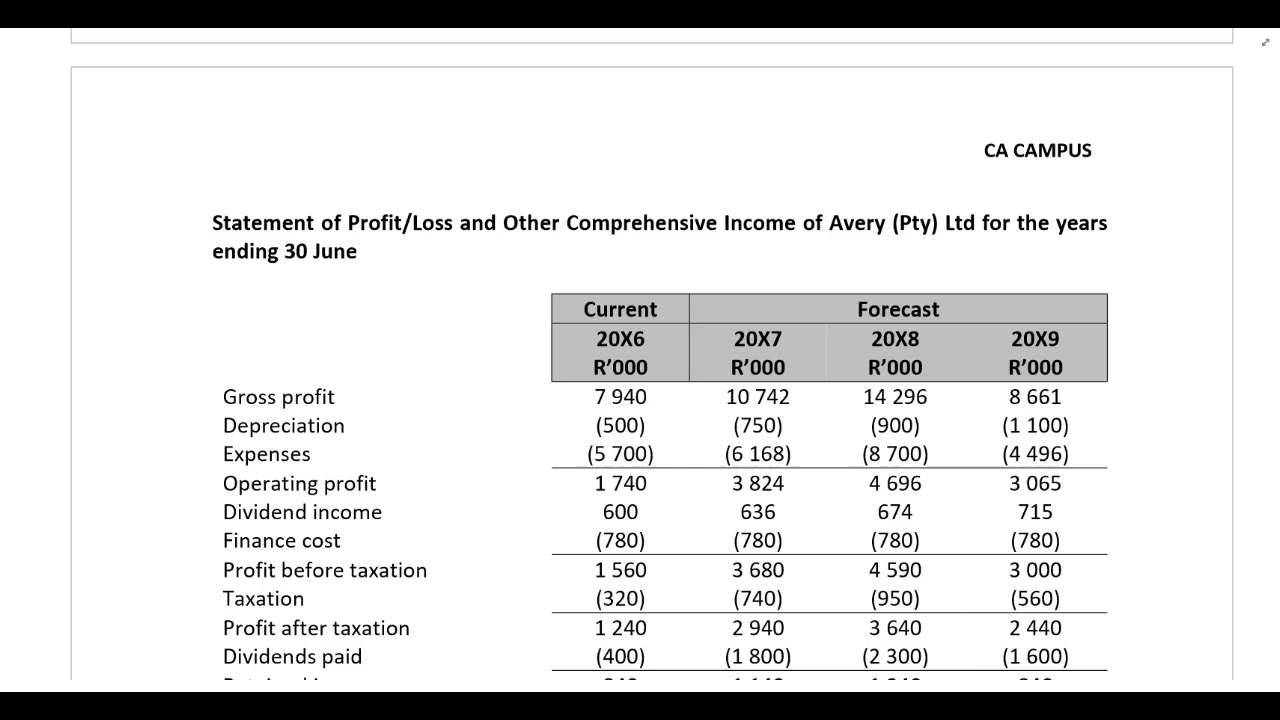 CA CAMPUS
Statement of Profit/Loss and Other Comprehensive Income of Avery (Pty) Ltd for the years
ending 30 June
Current Forecast
20X6 20X7 20X8 20X9
R’000 R’000 R’000 R’000
Gross profit 7 940 10 742 14 296 8 661
Depreciation (500) (750) (900) (1 100)
Expenses (5 700) (6 168) (8 700) (4 496)
Operating profit 1 740 3 824 4 696 3 065
Dividend income 600 636 674 715
Finance cost (780) (780) (780) (780)
Profit before taxation 1 560 3 680 4 590 3 000
Taxation (320) (740) (950) (560)
Profit after taxation 1 240 2 940 3 640 2 440
Dividends paid (400) (1 800) (2 300) (1 600)